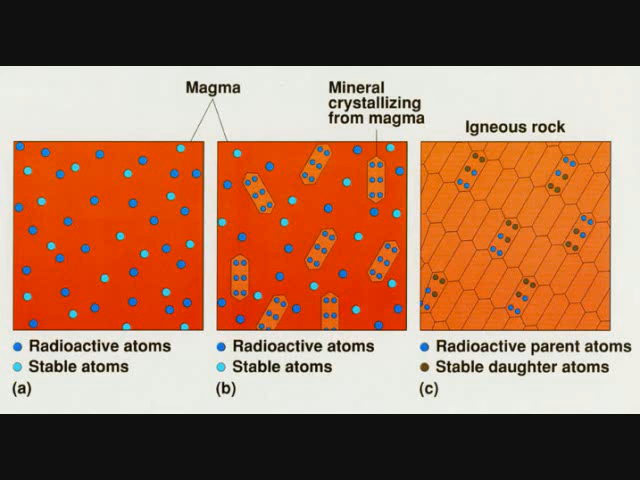 Magma
Mineral
crystallizing
from magma
Igneous rock
Radioactive atoms
Stable atoms
(a)
Radioactive atoms
Stable atoms
(b)
Radioactive parent atoms
Stable daughter atoms
(c)